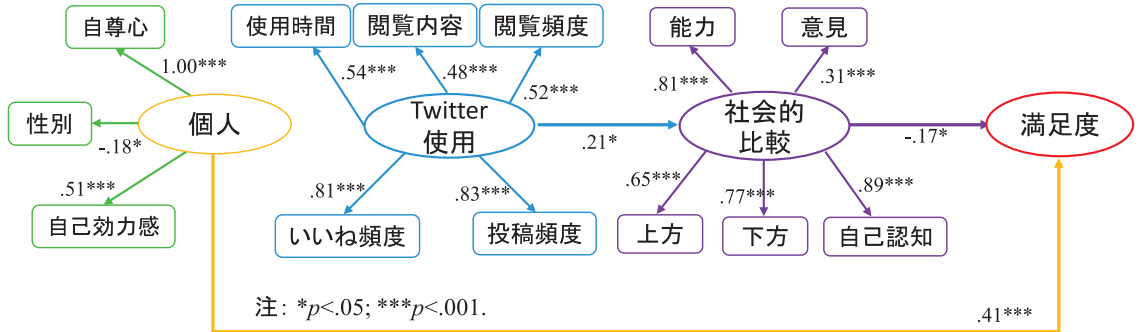 自尊心
使用時間
閲覧内容
閲覧頻度
能力
意見
1.00***
.54***
.48***
.52***
.81***
.31***
性別
個人
Twitter
使用
社会的
比較
満足度
-.18*
.21*
-.17*
.51***
.81***
.83***
.65***
.77***
.89***
自己効力感
いいね頻度
投稿頻度
上方
下方
自己認知
注: *p<.05; ***p<.001.
.41***